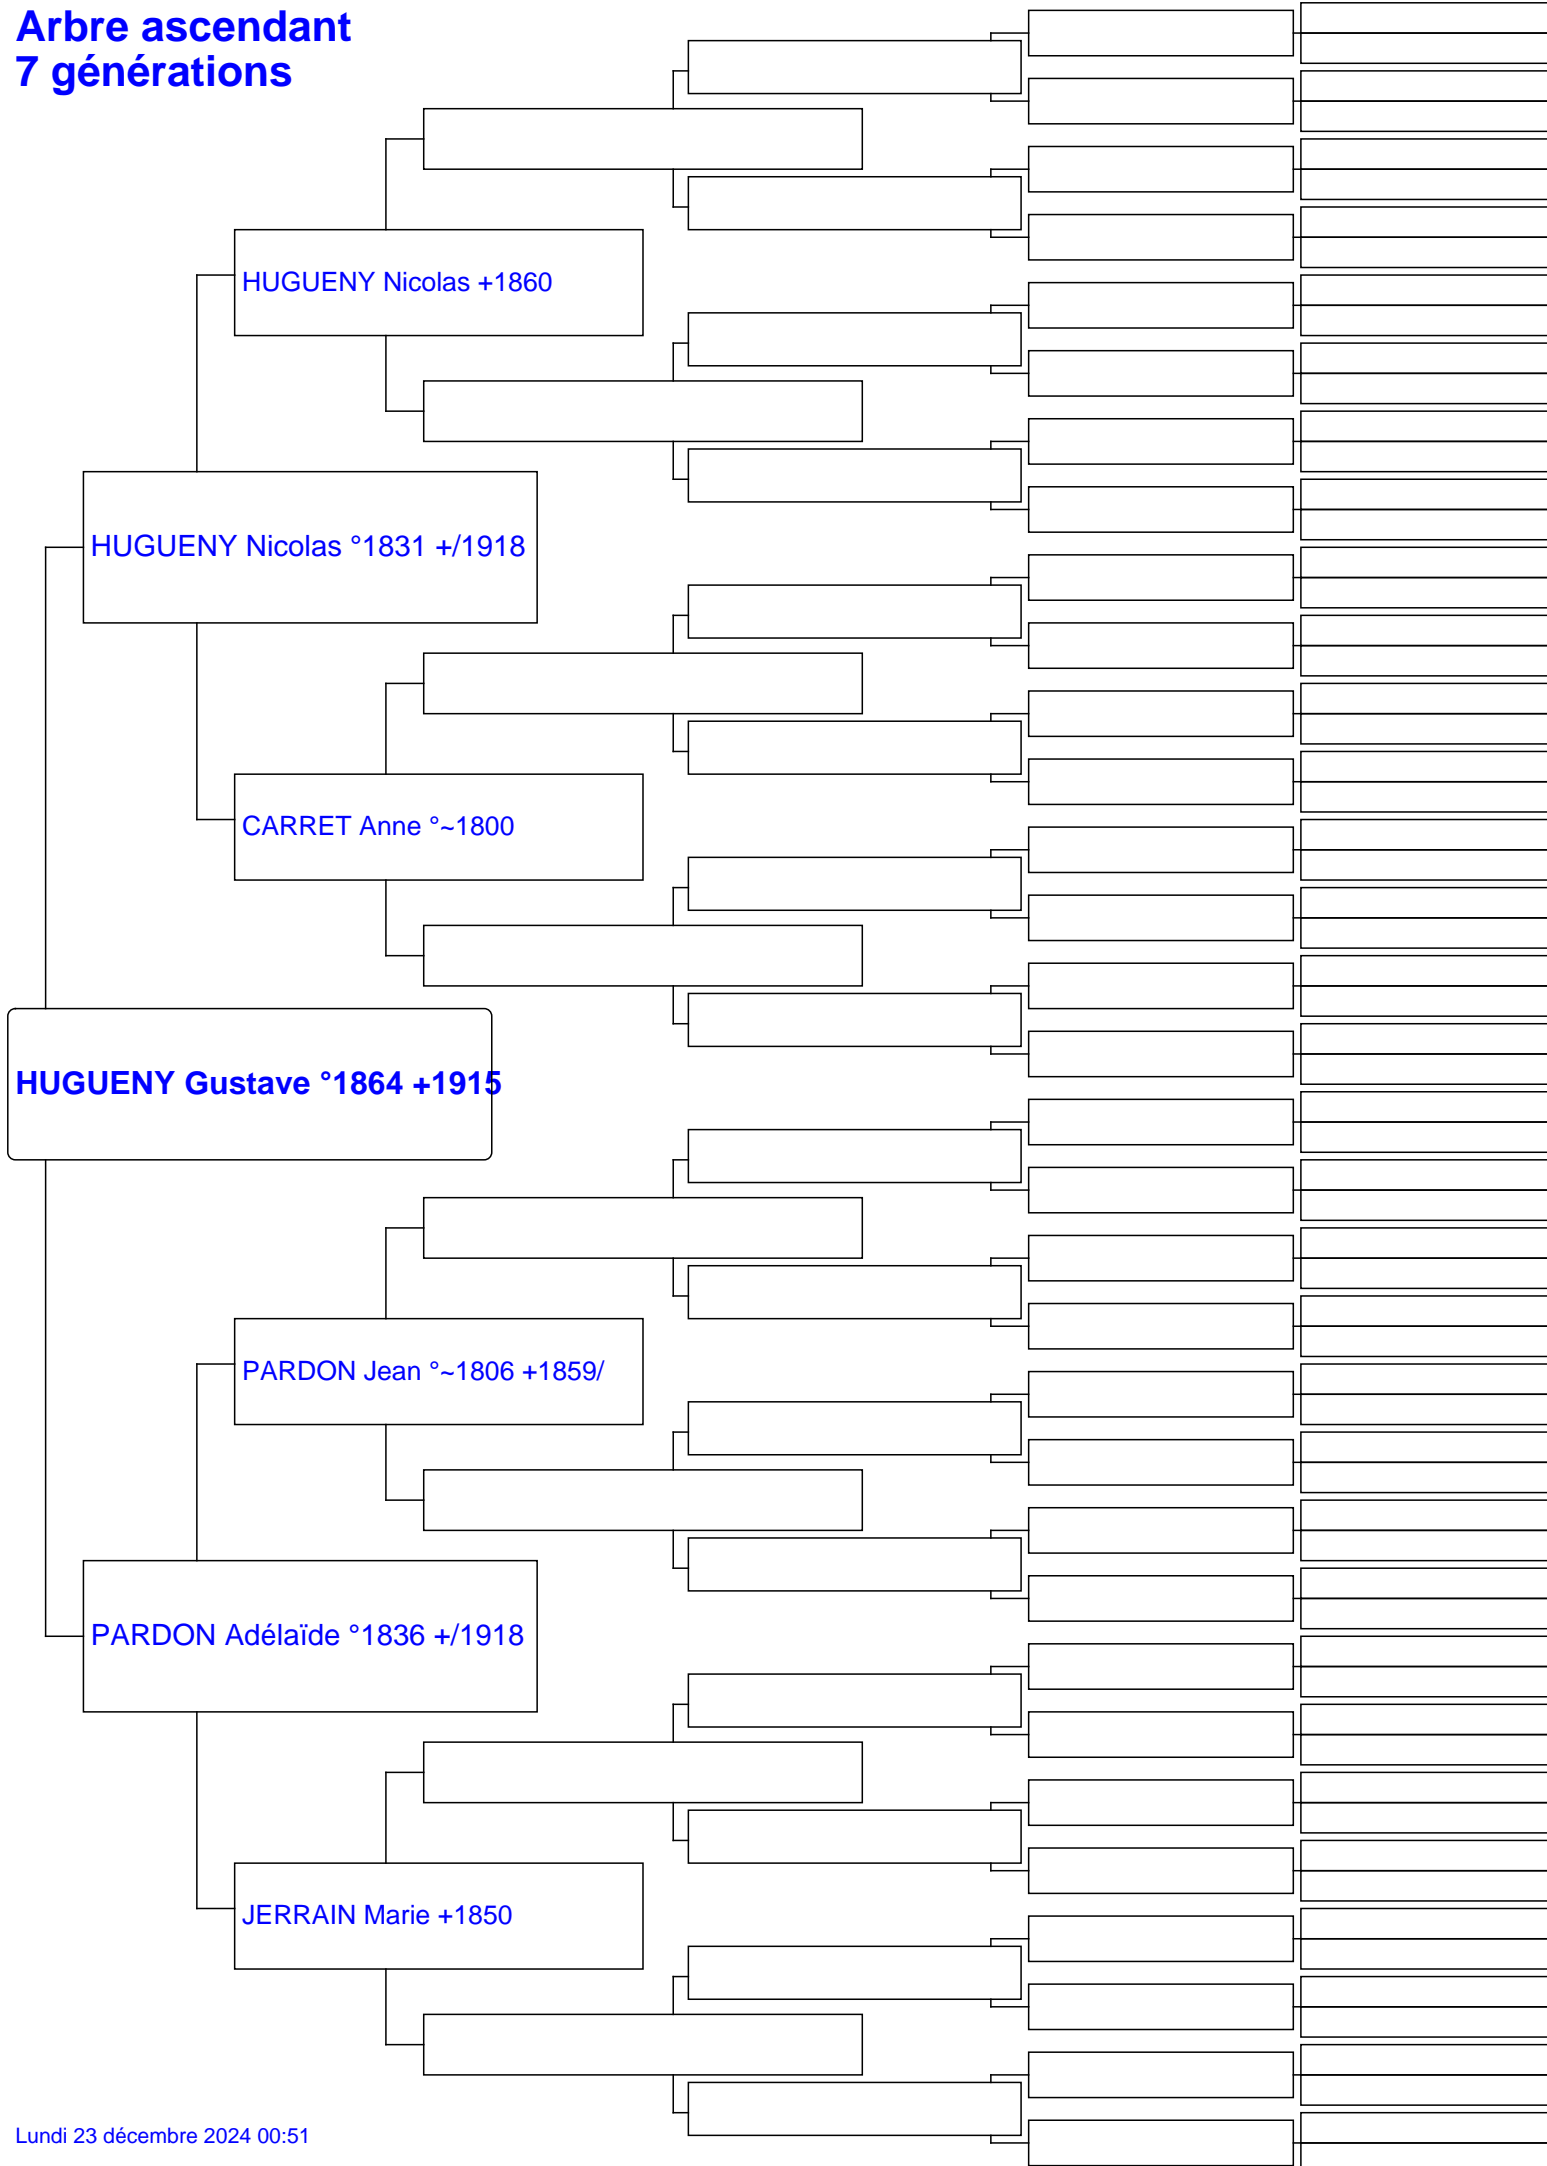 Arbre ascendant
7 générations
HUGUENY Nicolas +1860
HUGUENY Nicolas °1831 +/1918
CARRET Anne °~1800
HUGUENY Gustave °1864 +1915
PARDON Jean °~1806 +1859/
PARDON Adélaïde °1836 +/1918
JERRAIN Marie +1850
Lundi 23 décembre 2024 00:51